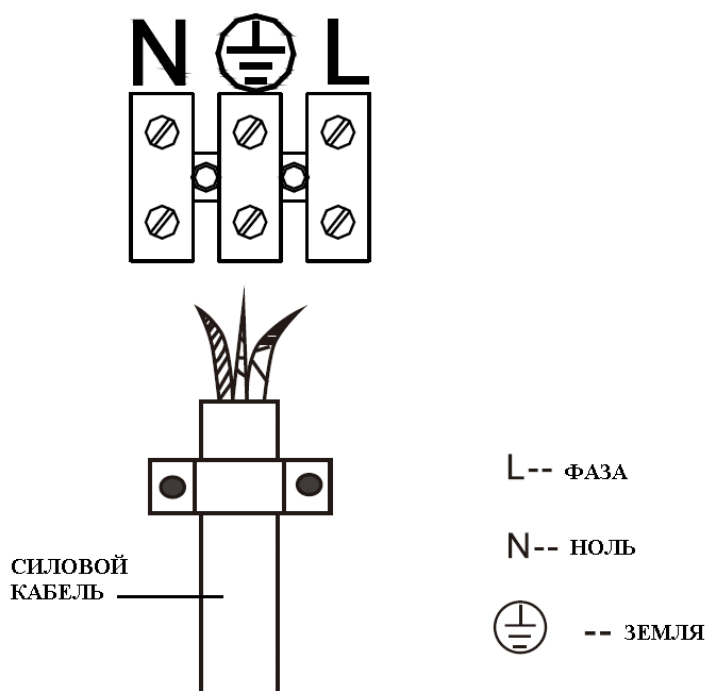 N L
L-- ФАЗА
N-- НОЛЬ
СИЛОВОЙ
КАБЕЛЬ
-- ЗЕМЛЯ